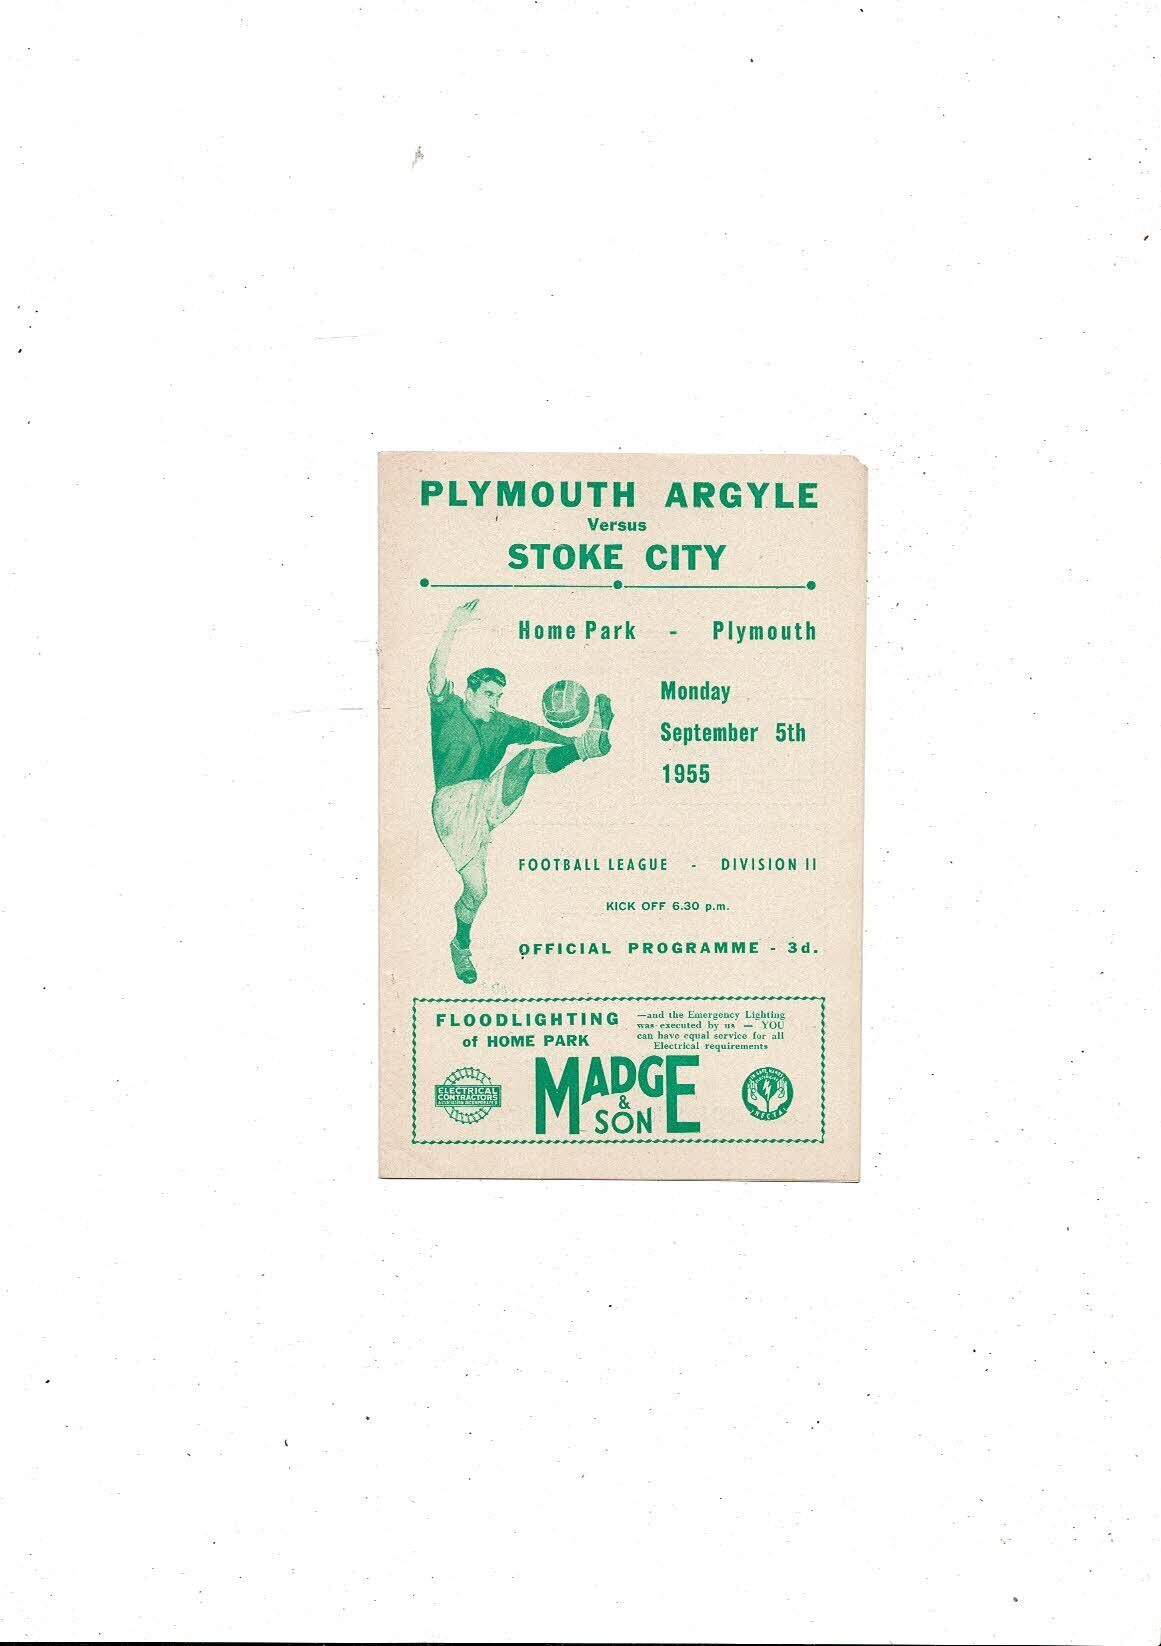 PLYMOUTH ARGYLE
Versus
STOKE CITY
Home Park - Plymouth
Monday
September 5th
1955
FOOTBALL LEAGUE - DIVISION II
KICK OFF 6.30 p.m.
OFFICIAL PROGRAMME - 3d.
FLOODLIGHTING
of HOME PARK
—and the Emergency Lighting
was executed by us — YOU
can have equal service for all
Electrical requirements
ELECTRICAL
CONTRACTORS
MADGE
&
SON